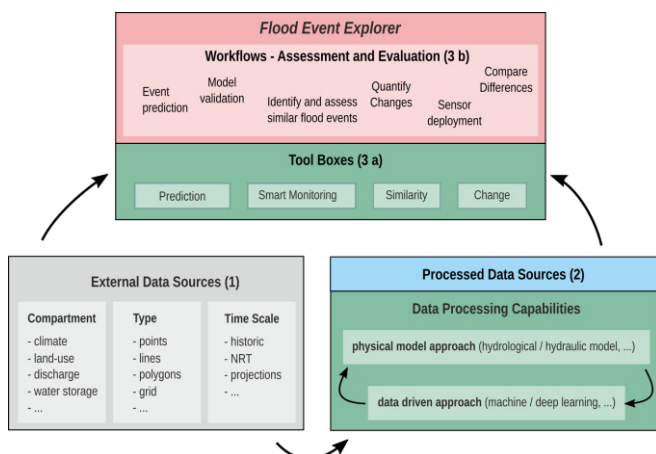 Flood Event Explorer
Workflows - Assessment and Evaluation (3 b)
Event
prediction
Model
validation
Identify and assess
similar flood events
Quantify
Changes
Sensor
deployment
Compare
Differences
Tool Boxes (3 a)
Prediction
Smart Monitoring
Similarity
Change
External Data Sources (1)
Compartment
- climate
- land-use
- discharge
- water storage
- ...
Type
- points
- lines
- polygons
- grid
- ...
Time Scale
- historic
- NRT
- projections
- ...
Processed Data Sources (2)
Data Processing Capabilities
physical model approach (hydrological / hydraulic model, ...)
data driven approach (machine / deep learning, ...)